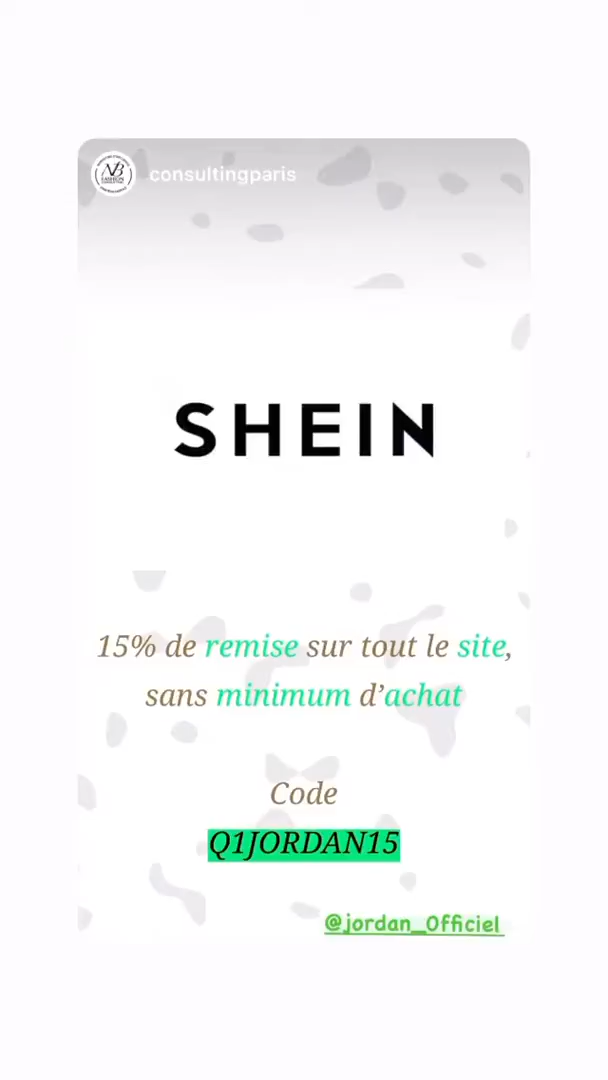 consultingparis
SHEIN
15% de remise sur tout le site,
sans minimum d’achat
Code
Q1JORDAN15
@jordan_Officiel